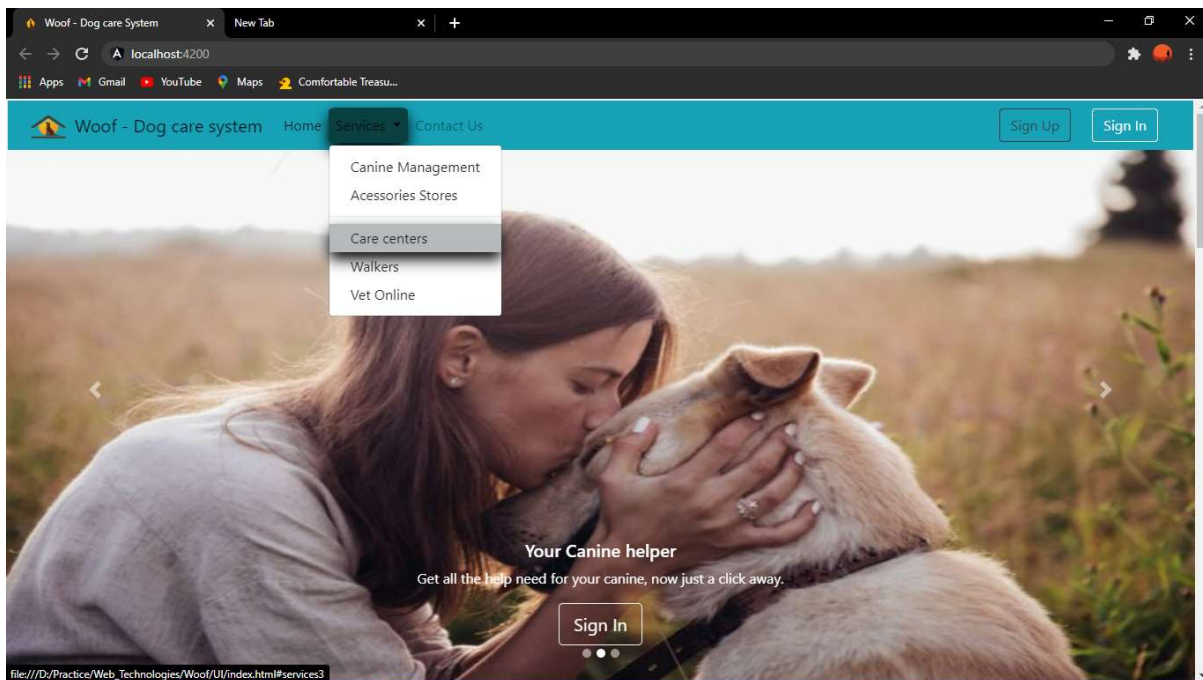 Woof - Dog care System
New Tab
localhost:4200
Apps Gmail YouTube Maps Comfortable Treasu...
Woof - Dog care system Home Services Contact Us Sign Up Sign In
Canine Management
Acessories Stores
Care centers
Walkers
Vet Online
Your Canine helper
Get all the help need for your canine, now just a click away.
Sign In
file:///D:/Practice/Web_Technologies/Woof/UI/index.html#services3